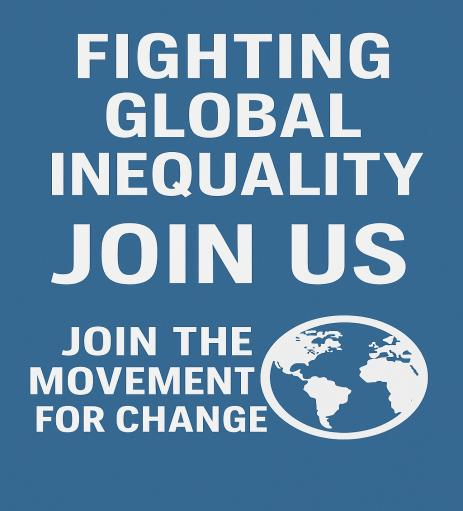 FIGHTING
GLOBAL
INEQUALITY
JOIN US
JOIN THE
MOVEMENT
FOR CHANGE